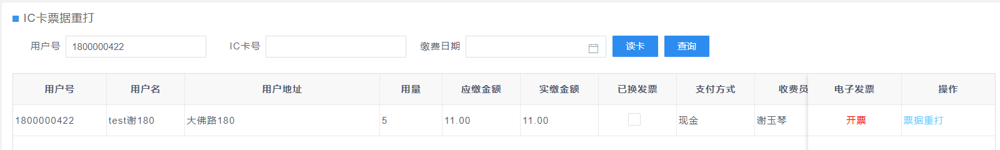 IC卡票据重打
用户号 1800000422 IC卡号 缴费日期 读卡 查询
用户号 用户名 用户地址 用量 应缴金额 实缴金额 已换发票 支付方式 收费员 电子发票 操作
1800000422 test谢180 大佛路180 5 11.00 11.00 现金 谢玉琴 开票 票据重打